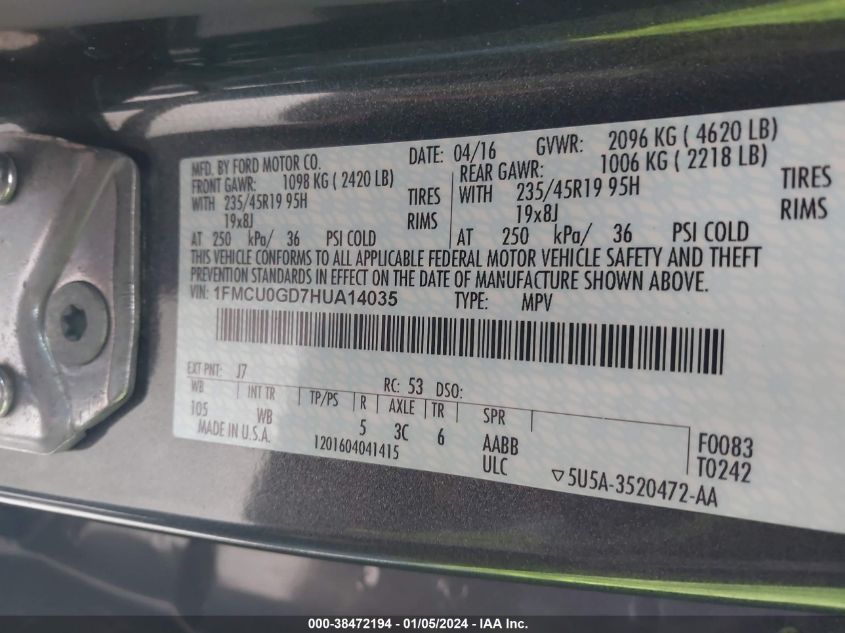 MFD. BY FORD MOTOR CO. DATE: 04/16 GVWR: 2096 KG ( 4620 LB)
FRONT GAWR: 1098 KG ( 2420 LB) REAR GAWR: 1006 KG ( 2218 LB)
WITH 235/45R19 95H TIRES WITH 235/45R19 95H TIRES
19x8J RIMS 19x8J RIMS
AT 250 kPa/ 36 PSI COLD AT 250 kPa/ 36 PSI COLD
THIS VEHICLE CONFORMS TO ALL APPLICABLE FEDERAL MOTOR VEHICLE SAFETY AND THEFT
PREVENTION STANDARDS IN EFFECT ON THE DATE OF MANUFACTURE SHOWN ABOVE.
VIN: 1FMCU0GD7HUA14035 TYPE: MPV
EXT PNT: J7 RC: 53 DSO:
WB INT TR TP/PS R AXLE TR SPR
105 WB 5 3C 6 AABB F0083
MADE IN U.S.A. 1201604041415 ULC T0242
▽5U5A-3520472-AA
000-38472194 - 01/05/2024 - IAA Inc.